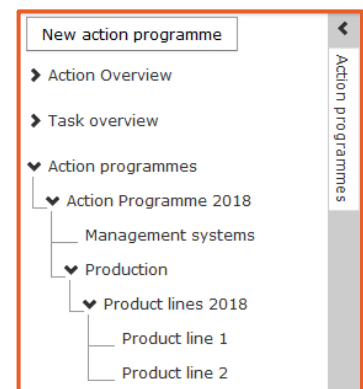 New action programme
Action Overview
Task overview
Action programmes
Action Programme 2018
Management systems
Production
Product lines 2018
Product line 1
Product line 2
Action programmes